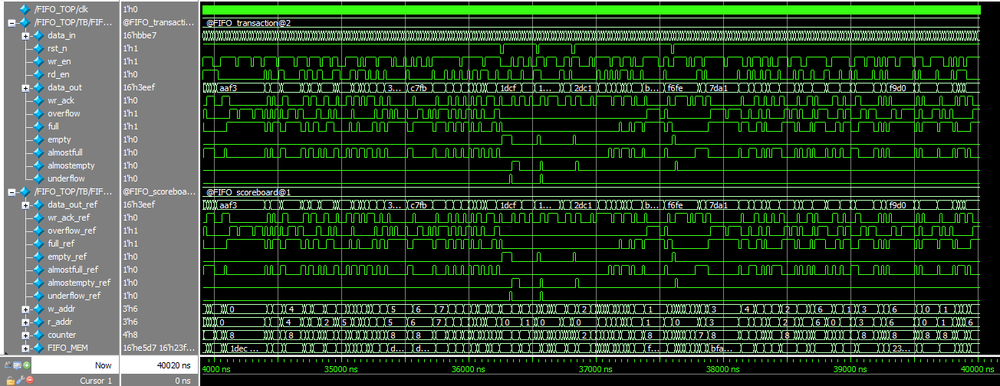 /FIFO_TOP/clk 1'h0
/FIFO_TOP/TB/FIF... @FIFO_transacti... @FIFO_transaction@2
data_in 16'hbbe7
rst_n 1'h1
wr_en 1'h1
rd_en 1'h0
data_out 16'h3eef aaf3 3... c7fb 1dcf 1... 2dc1 b... f6fe 7da1 f9d0
wr_ack 1'h0
overflow 1'h1
full 1'h1
empty 1'h0
almostfull 1'h0
almostempty 1'h0
underflow 1'h0
/FIFO_TOP/TB/FIF... @FIFO_scoreboa... @FIFO_scoreboard@1
data_out_ref 16'h3eef aaf3 3... c7fb 1dcf 1... 2dc1 b... f6fe 7da1 f9d0
wr_ack_ref 1'h0
overflow_ref 1'h1
full_ref 1'h1
empty_ref 1'h0
almostfull_ref 1'h0
almostempty_ref 1'h0
underflow_ref 1'h0
w_addr 3'h6 0 4 5 6 7 2 1 3 4 2 6 1 3 6 0 1
r_addr 3'h6 0 4 2 5 5 6 7 0 1 0 0 1 0 3 2 6 0 3 6 0 1 6
counter 4'h8 8 8 8 8 2 8 7 8 8 8 8 8 8 8 8
FIFO_MEM 16'he5d7 16'h23f... 1dec ... d... d... f... bfa... 23...
Now 40020 ns 4000 ns 35000 ns 36000 ns 37000 ns 38000 ns 39000 ns 40000 ns
Cursor 1 0 ns